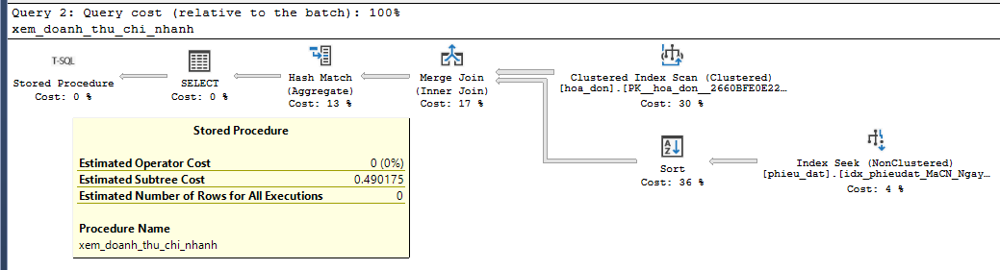 Query 2: Query cost (relative to the batch): 100%
xem_doanh_thu_chi_nhanh
T-SQL
Stored Procedure
Cost: 0 %
SELECT
Cost: 0 %
Hash Match
(Aggregate)
Cost: 13 %
Merge Join
(Inner Join)
Cost: 17 %
Clustered Index Scan (Clustered)
[hoa_don].[PK__hoa_don__2660BFE0E22…
Cost: 30 %
Sort
Cost: 36 %
Index Seek (NonClustered)
[phieu_dat].[idx_phieudat_MaCN_Ngay…
Cost: 4 %
Stored Procedure
Estimated Operator Cost 0 (0%)
Estimated Subtree Cost 0.490175
Estimated Number of Rows for All Executions 0
Procedure Name
xem_doanh_thu_chi_nhanh